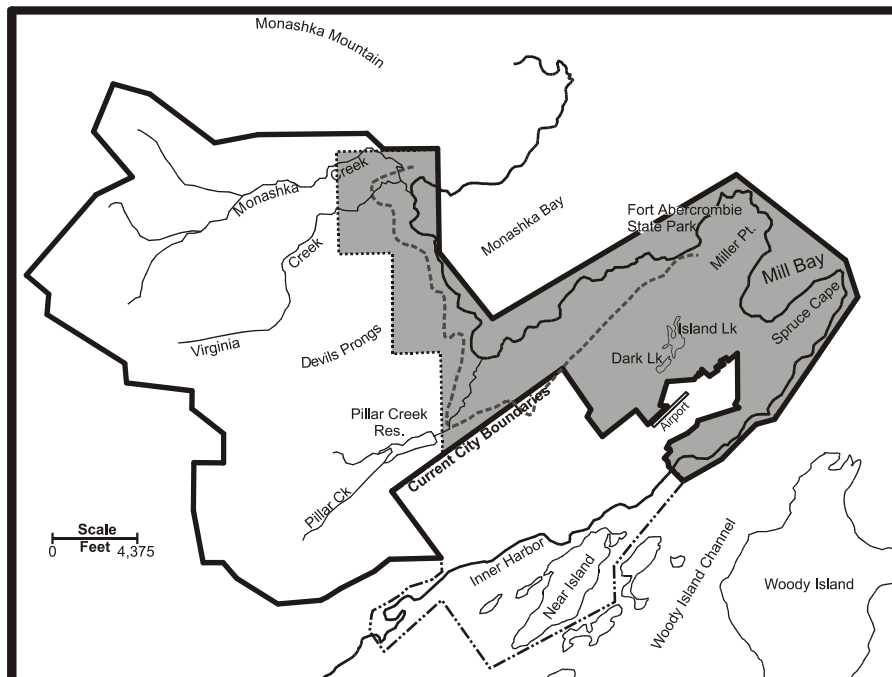 Monashka Mountain
Creek
Monashka
Monashka Bay
Fort Abercrombie
State Park
Miller Pt.
Mill Bay
Creek
Spruce Cape
Island Lk
Virginia
Devils Prongs
Dark Lk
Pillar Creek
Res.
Airport
Current City Boundaries
Pillar Ck
Scale
Feet
0 4,375
Inner Harbor
Near Island
Woody Island Channel
Woody Island